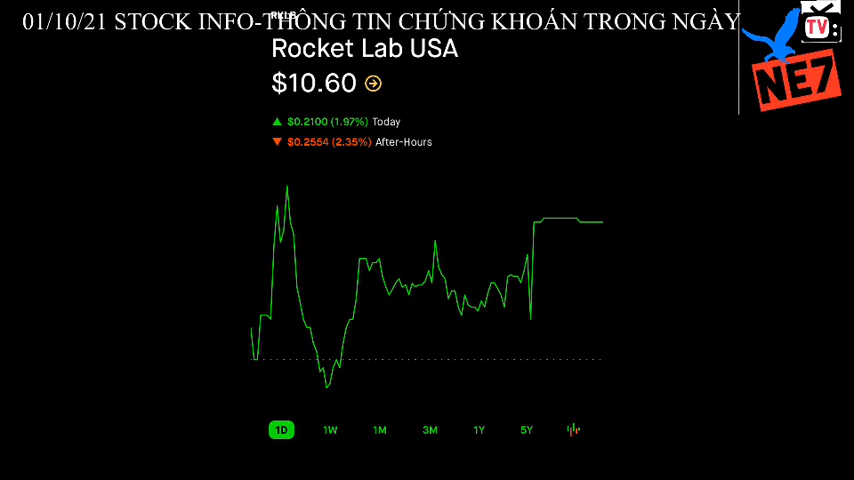 01/10/21 STOCK INFO-THÔNG TIN CHỨNG KHOÁN TRONG NGÀY
RKLB
TV:
NE7
Rocket Lab USA
$10.60
$0.2100 (1.97%) Today
$0.2554 (2.35%) After-Hours
1D 1W 1M 3M 1Y 5Y